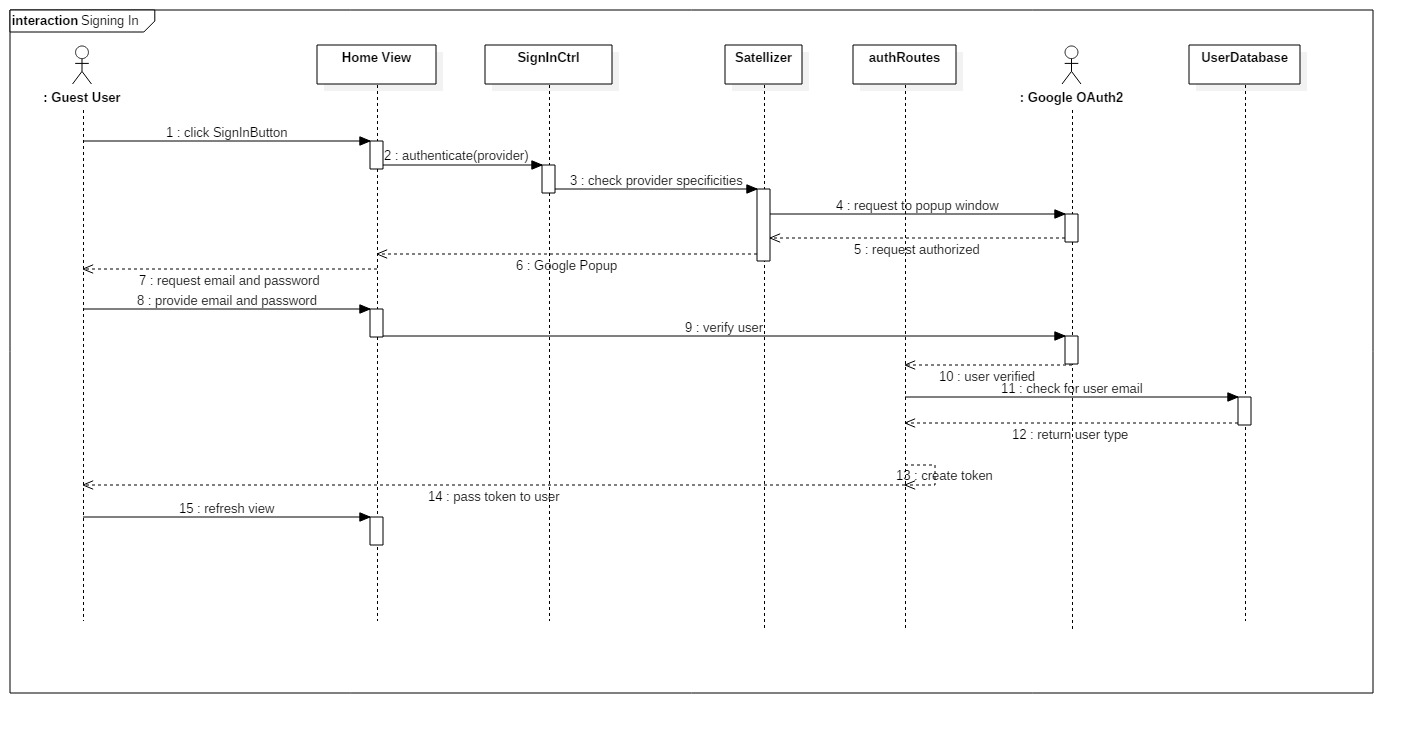 interaction Signing In
Home View
SignInCtrl
Satellizer
authRoutes
UserDatabase
: Guest User
: Google OAuth2
1 : click SignInButton
2 : authenticate(provider)
3 : check provider specificities
4 : request to popup window
5 : request authorized
6 : Google Popup
7 : request email and password
8 : provide email and password
9 : verify user
10 : user verified
11 : check for user email
12 : return user type
13 : create token
14 : pass token to user
15 : refresh view